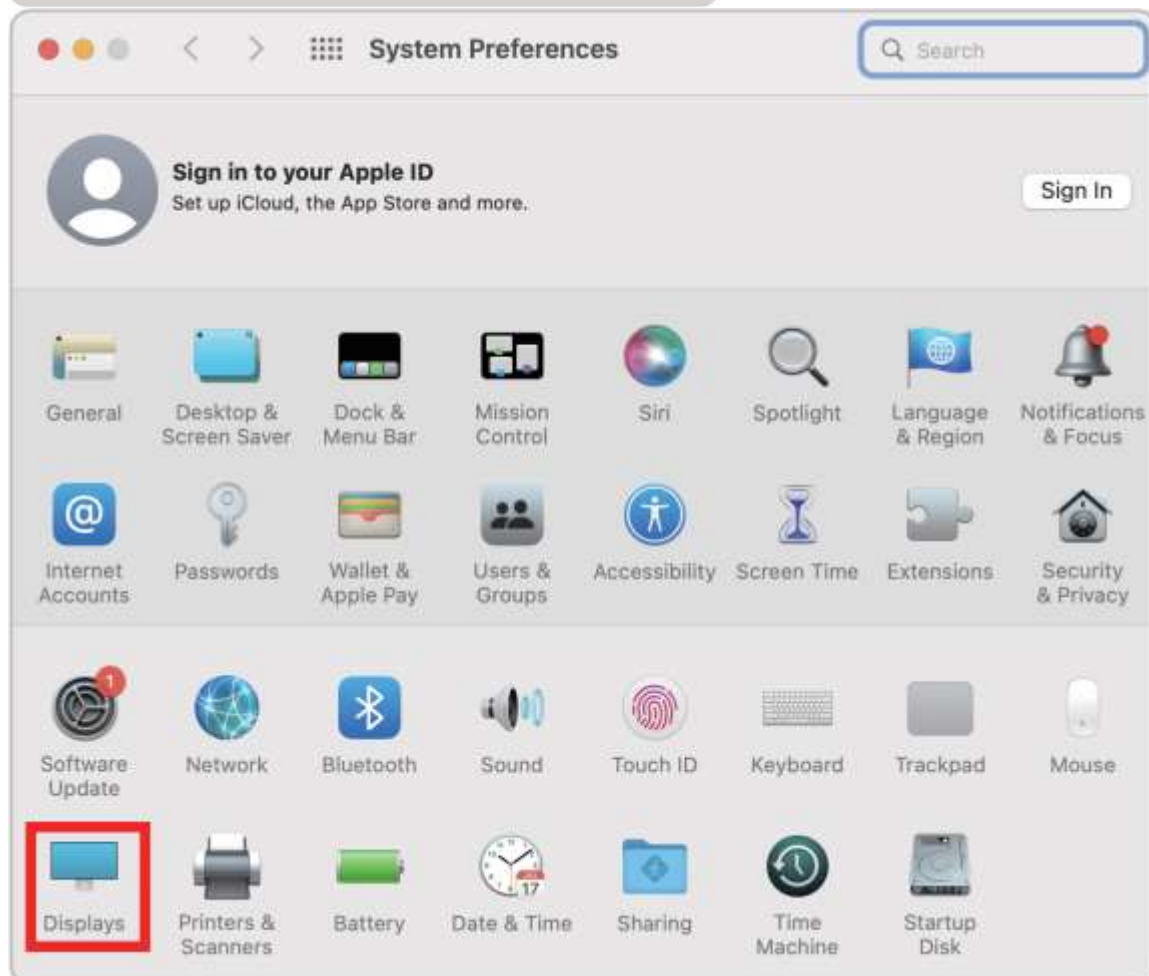 System Preferences
Search
Sign in to your Apple ID
Set up iCloud, the App Store and more.
Sign In
General
Desktop &
Screen Saver
Dock &
Menu Bar
Mission
Control
Siri
Spotlight
Language
& Region
Notifications
& Focus
@
Internet
Accounts
Passwords
Wallet &
Apple Pay
Users &
Groups
Accessibility
Screen Time
Extensions
Security
& Privacy
1
Software
Update
Network
Bluetooth
Sound
Touch ID
Keyboard
Trackpad
Mouse
Displays
Printers &
Scanners
Battery
17
Date & Time
Sharing
Time
Machine
Startup
Disk